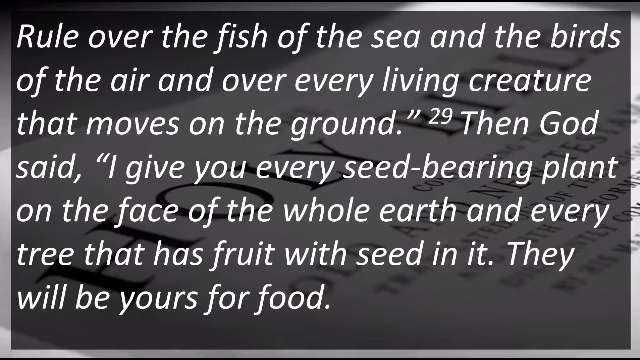 Rule over the fish of the sea and the birds
of the air and over every living creature
that moves on the ground.” 29 Then God
said, “I give you every seed-bearing plant
on the face of the whole earth and every
tree that has fruit with seed in it. They
will be yours for food.
HOLY BIBLE